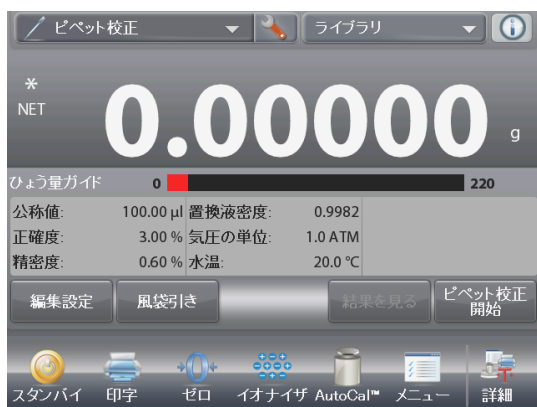 ピペット校正 ライブラリ
*
NET 0.00000 g
ひょう量ガイド 0 220
公称値: 100.00 µl 置換液密度: 0.9982
正確度: 3.00 % 気圧の単位: 1.0 ATM
精密度: 0.60 % 水温: 20.0 °C
編集設定 風袋引き 結果を見る ピペット校正
開始
スタンバイ 印字 ゼロ イオナイザ AutoCal™ メニュー 詳細